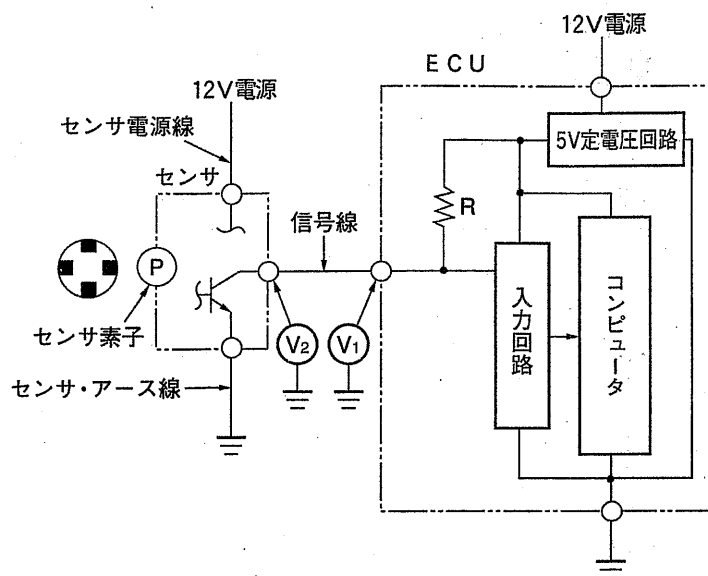 12V電源
ECU
12V電源
5V定電圧回路
センサ電源線
センサ
信号線
R
P
入力回路
コンピュータ
センサ素子
V2
V1
センサ・アース線